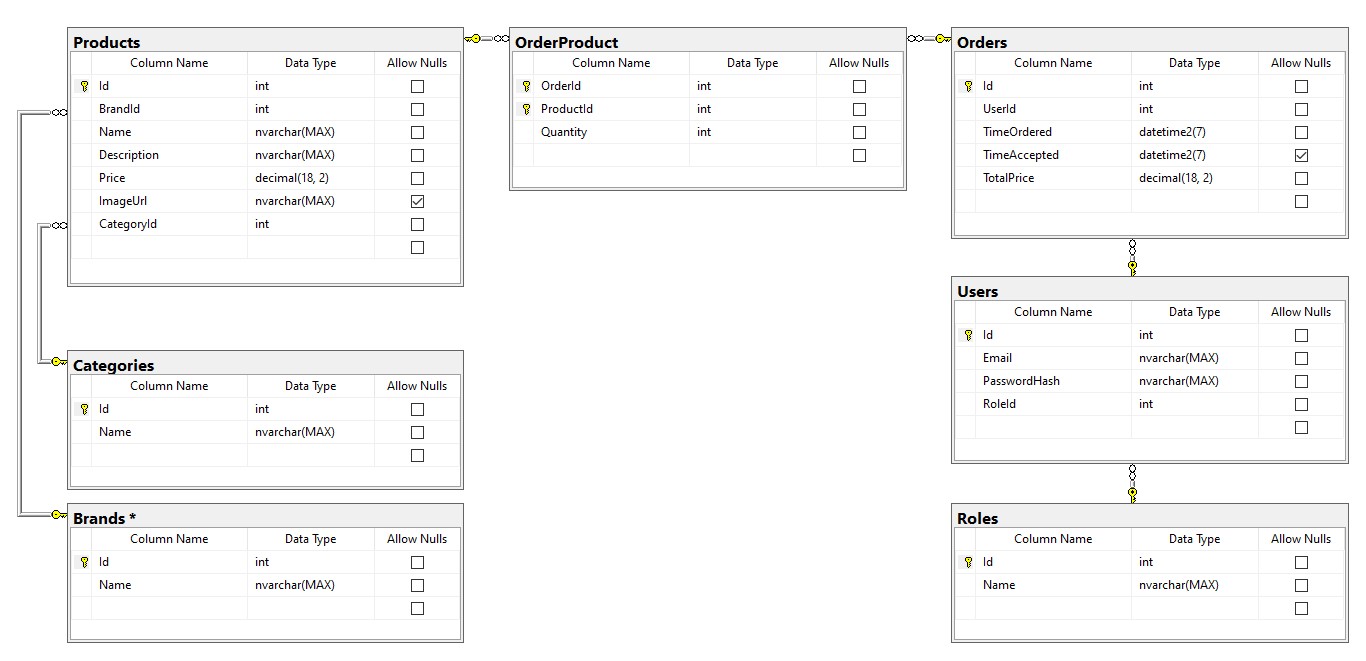 Products
Column Name Data Type Allow Nulls
Id int
BrandId int
Name nvarchar(MAX)
Description nvarchar(MAX)
Price decimal(18, 2)
ImageUrl nvarchar(MAX)
CategoryId int
OrderProduct
Column Name Data Type Allow Nulls
OrderId int
ProductId int
Quantity int
Orders
Column Name Data Type Allow Nulls
Id int
UserId int
TimeOrdered datetime2(7)
TimeAccepted datetime2(7)
TotalPrice decimal(18, 2)
Users
Column Name Data Type Allow Nulls
Id int
Email nvarchar(MAX)
PasswordHash nvarchar(MAX)
RoleId int
Categories
Column Name Data Type Allow Nulls
Id int
Name nvarchar(MAX)
Brands *
Column Name Data Type Allow Nulls
Id int
Name nvarchar(MAX)
Roles
Column Name Data Type Allow Nulls
Id int
Name nvarchar(MAX)